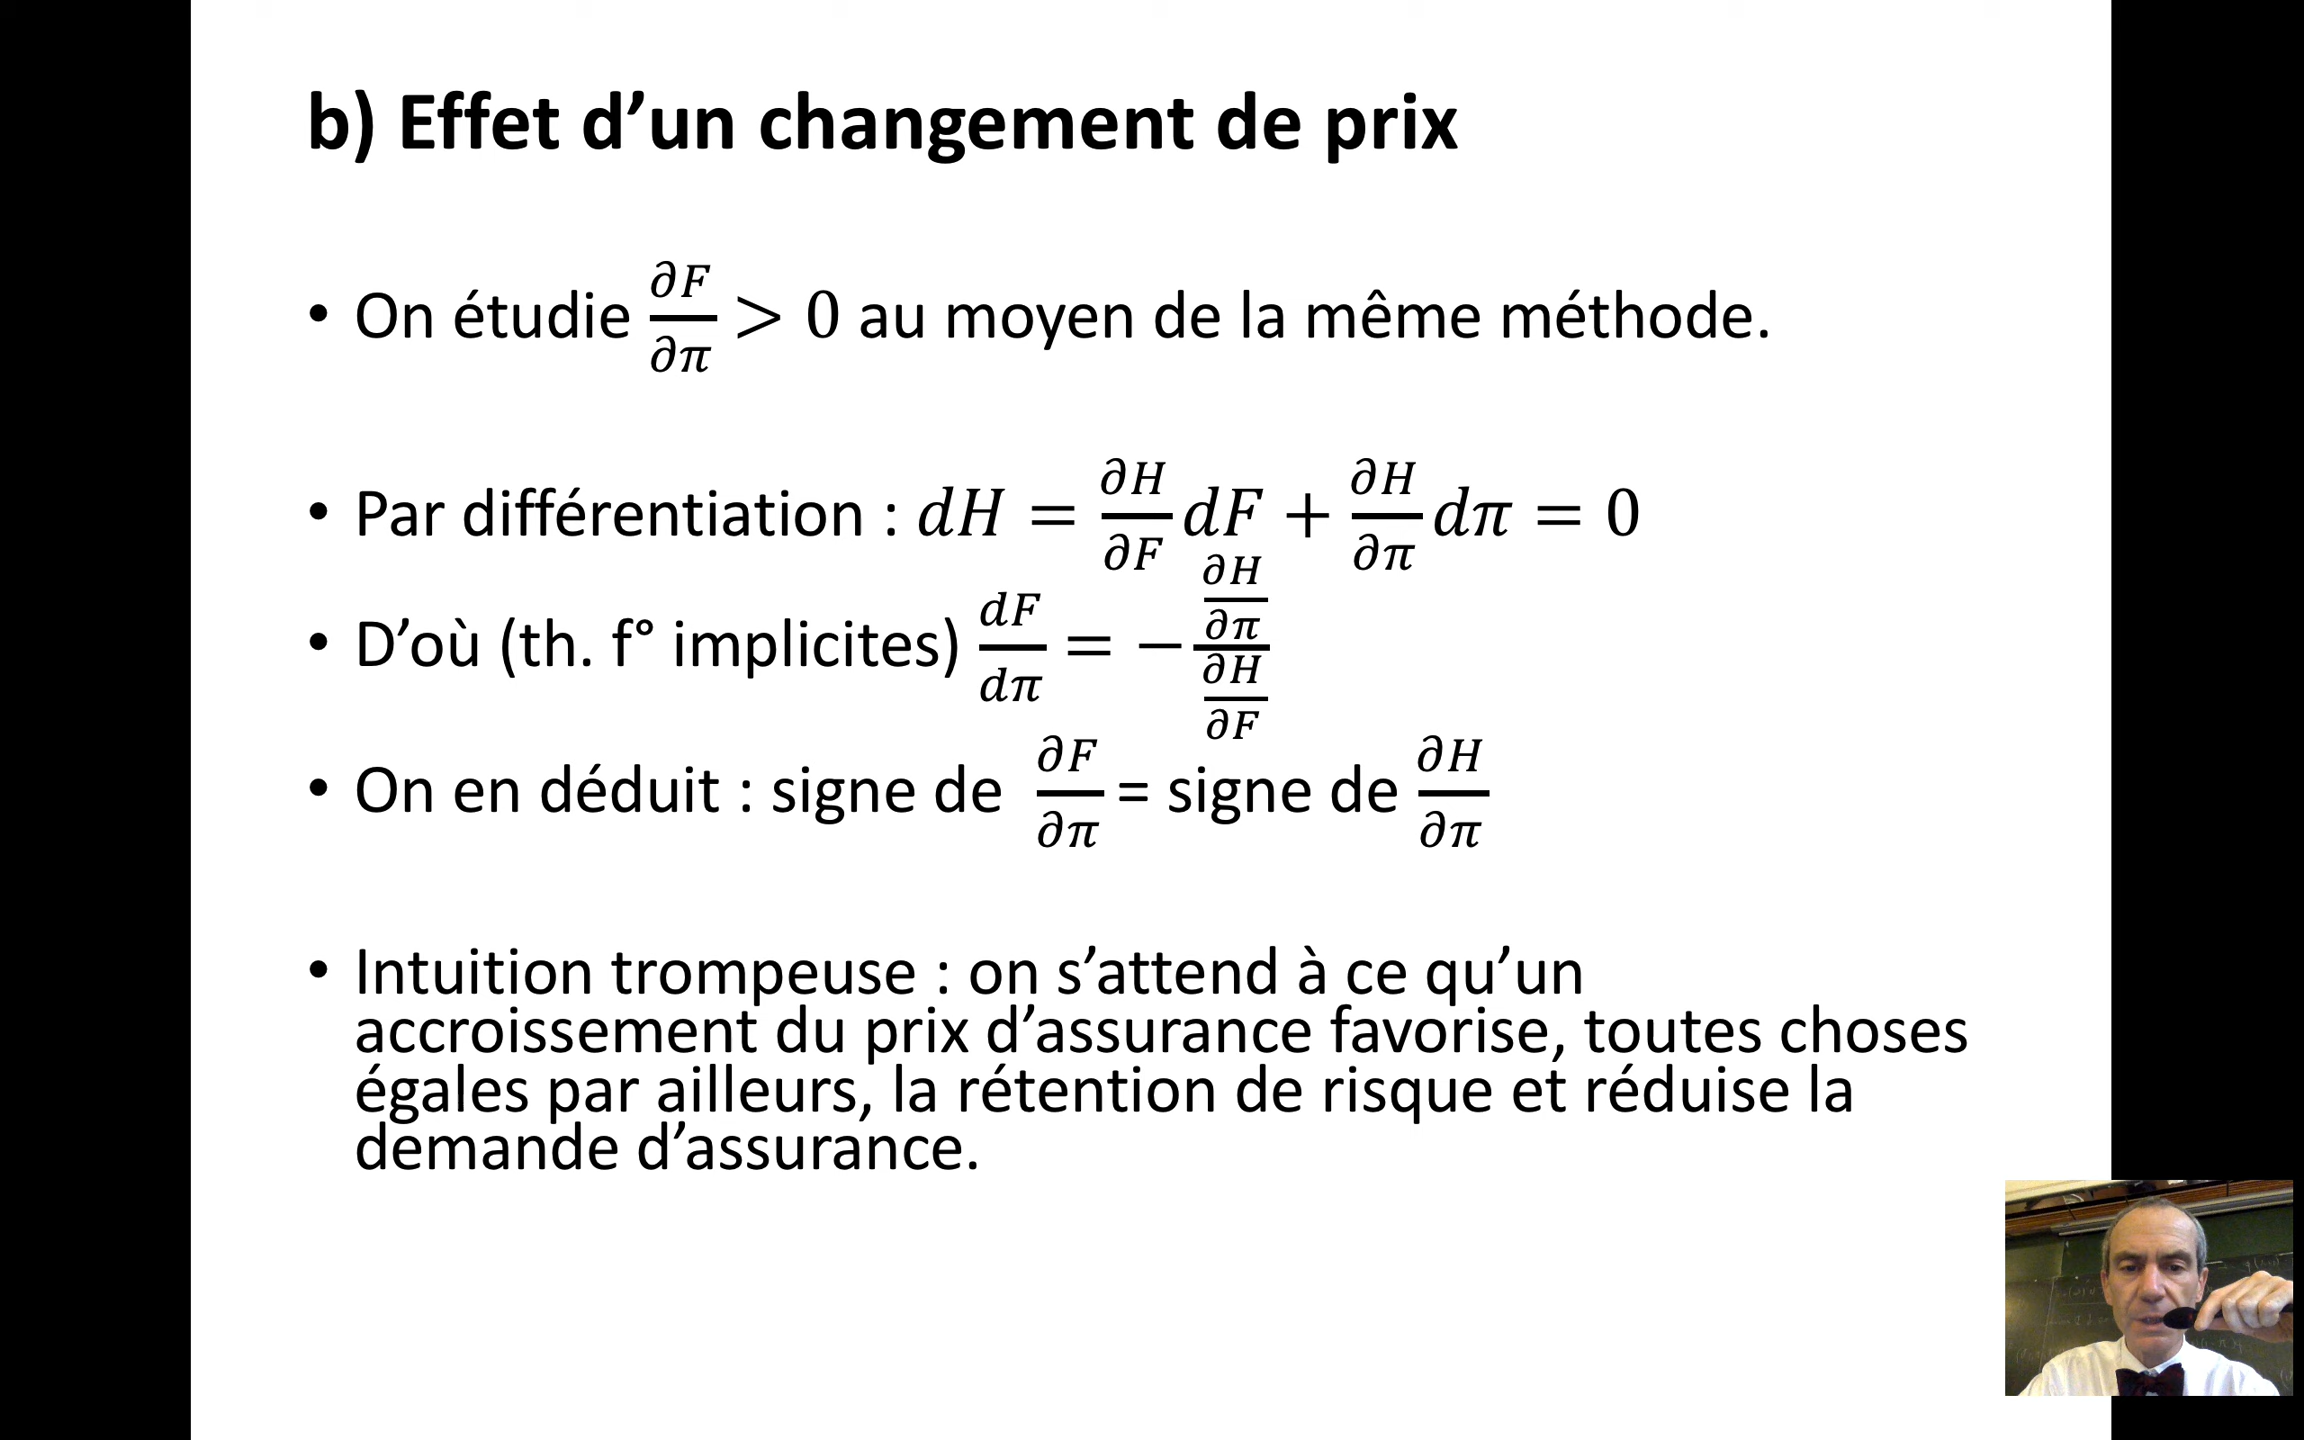 b) Effet d’un changement de prix
• On étudie ∂F/∂π > 0 au moyen de la même méthode.
• Par différentiation : dH = ∂H/∂F dF + ∂H/∂π dπ = 0
• D’où (th. f° implicites) dF/dπ = − (∂H/∂π)/(∂H/∂F)
• On en déduit : signe de ∂F/∂π = signe de ∂H/∂π
• Intuition trompeuse : on s’attend à ce qu’un
accroissement du prix d’assurance favorise, toutes choses
égales par ailleurs, la rétention de risque et réduise la
demande d’assurance.